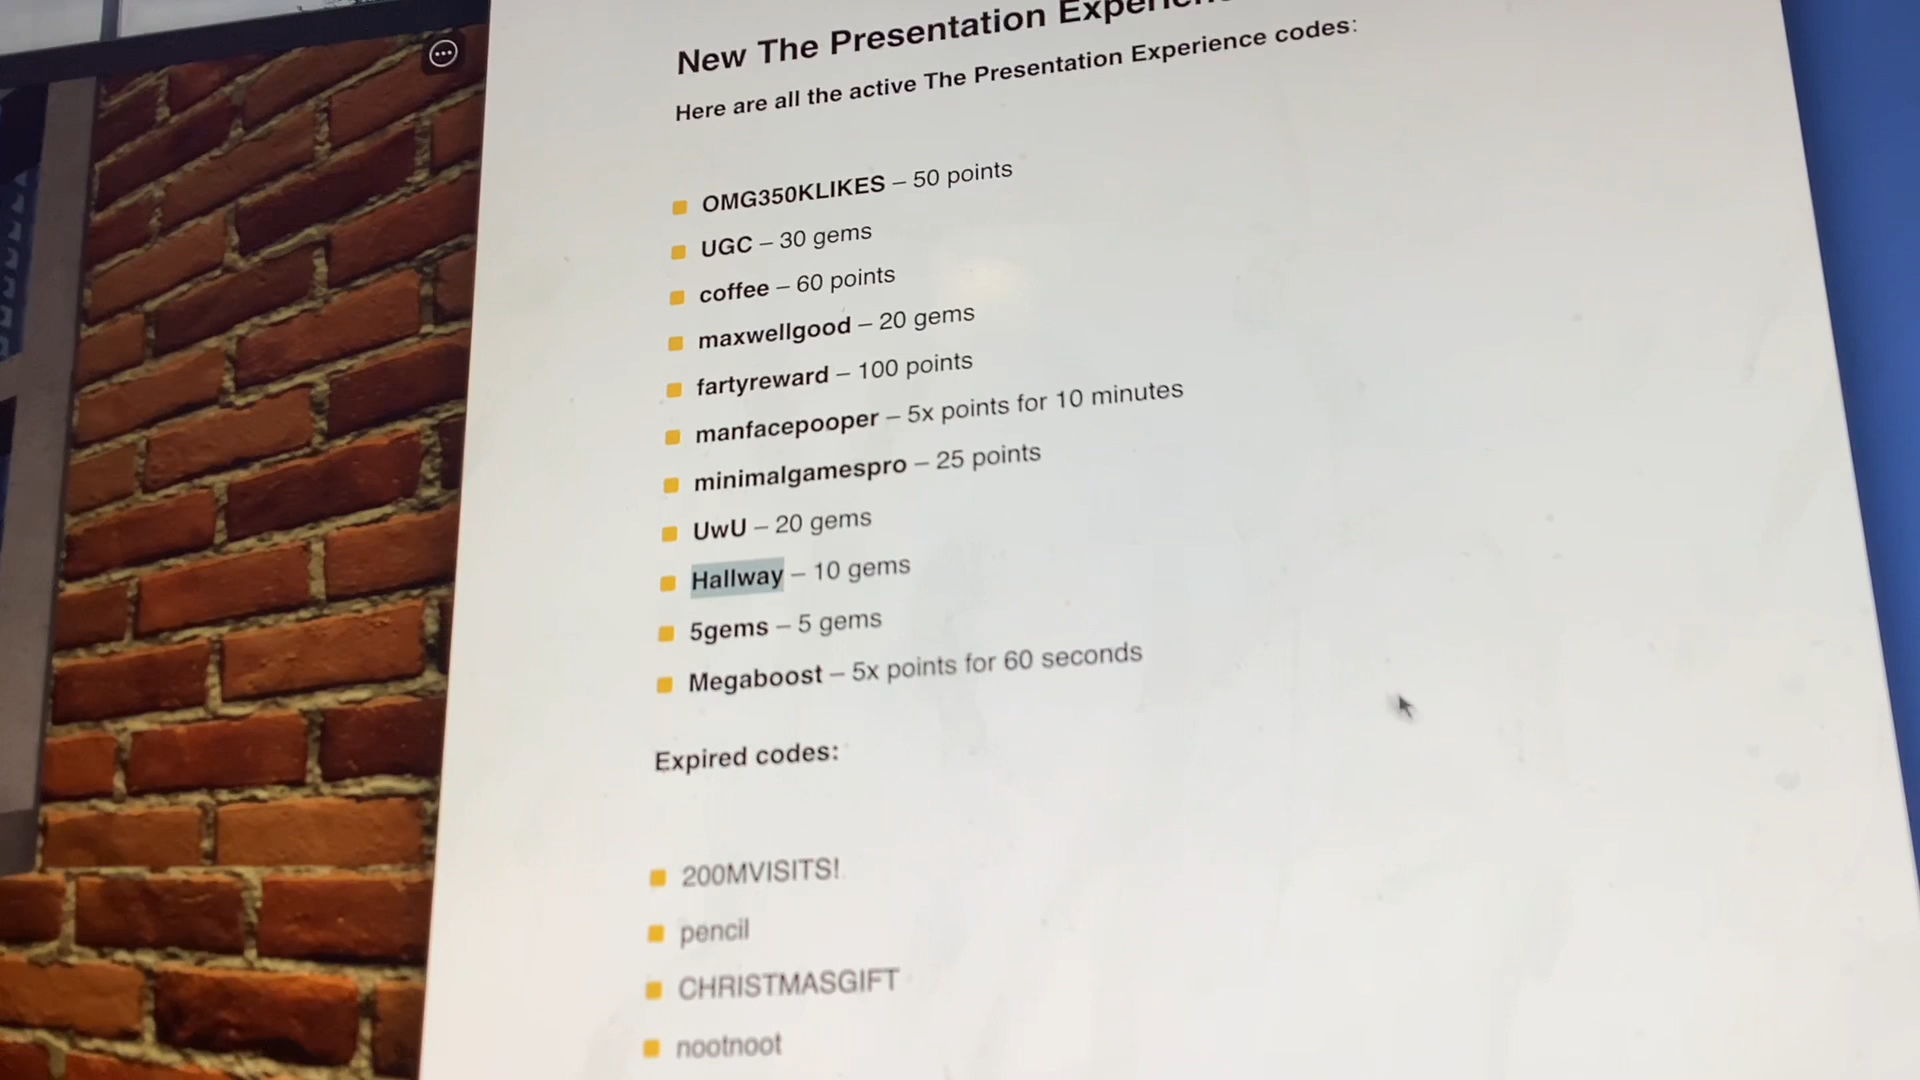 New The Presentation
Here are all the active The Presentation Experience codes:
OMG350KLIKES – 50 points
UGC – 30 gems
coffee – 60 points
maxwellgood – 20 gems
fartyreward – 100 points
manfacepooper – 5x points for 10 minutes
minimalgamespro – 25 points
UwU – 20 gems
Hallway – 10 gems
5gems – 5 gems
Megaboost – 5x points for 60 seconds
Expired codes:
200MVISITS!
pencil
CHRISTMASGIFT
nootnoot